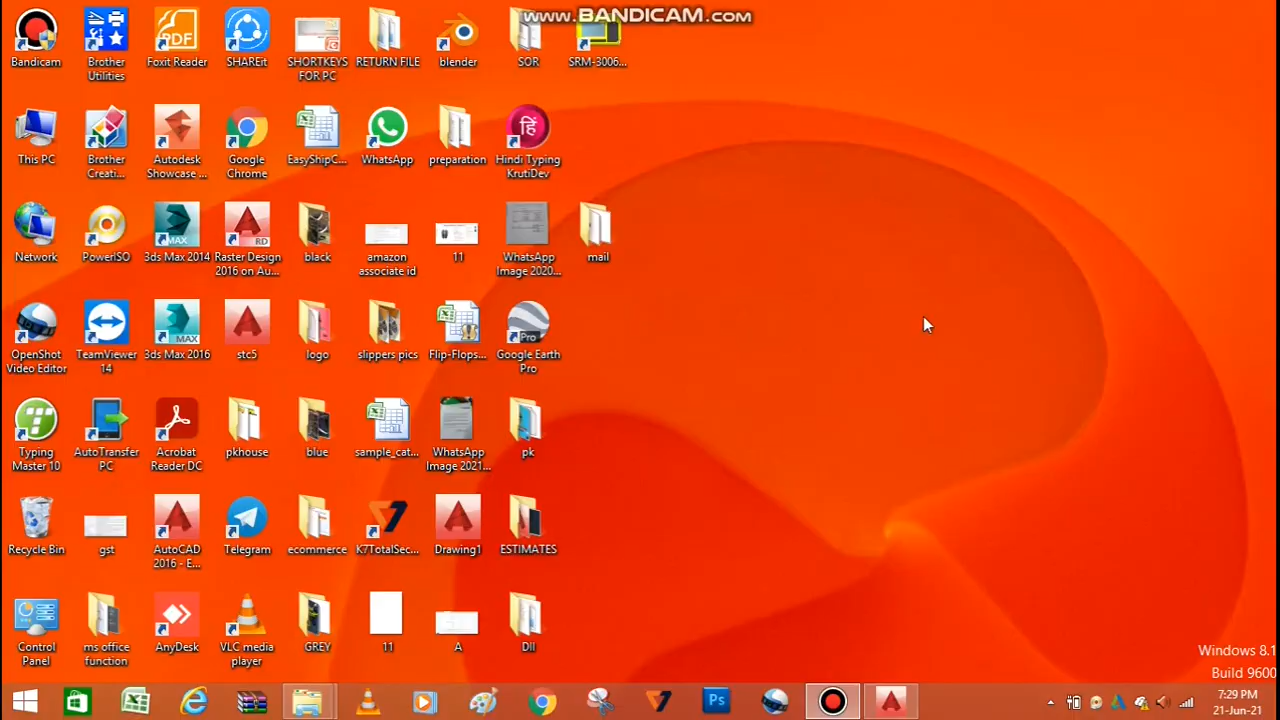 www.BANDICAM.com
Bandicam
Brother
Utilities
PDF
Foxit Reader
SHAREit
SHORTKEYS
FOR PC
RETURN FILE
blender
SOR
SRM-3006...
This PC
Brother
Creati...
Autodesk
Showcase ...
Google
Chrome
EasyShipC...
WhatsApp
preparation
हिं
Hindi Typing
KrutiDev
Network
PowerISO
MAX
3ds Max 2014
RD
Raster Design
2016 on Au...
black
amazon
associate id
11
WhatsApp
Image 2020...
mail
OpenShot
Video Editor
TeamViewer
14
MAX
3ds Max 2016
stc5
logo
slippers pics
Flip-Flops...
Pro
Google Earth
Pro
Typing
Master 10
AutoTransfer
PC
Acrobat
Reader DC
pkhouse
blue
sample_cat...
WhatsApp
Image 2021...
pk
Recycle Bin
gst
AutoCAD
2016 - E...
Telegram
ecommerce
K7TotalSec...
Drawing1
ESTIMATES
Control
Panel
ms office
function
AnyDesk
VLC media
player
GREY
11
A
Dll
Windows 8.1
Build 9600
Ps
7:29 PM
21-Jun-21